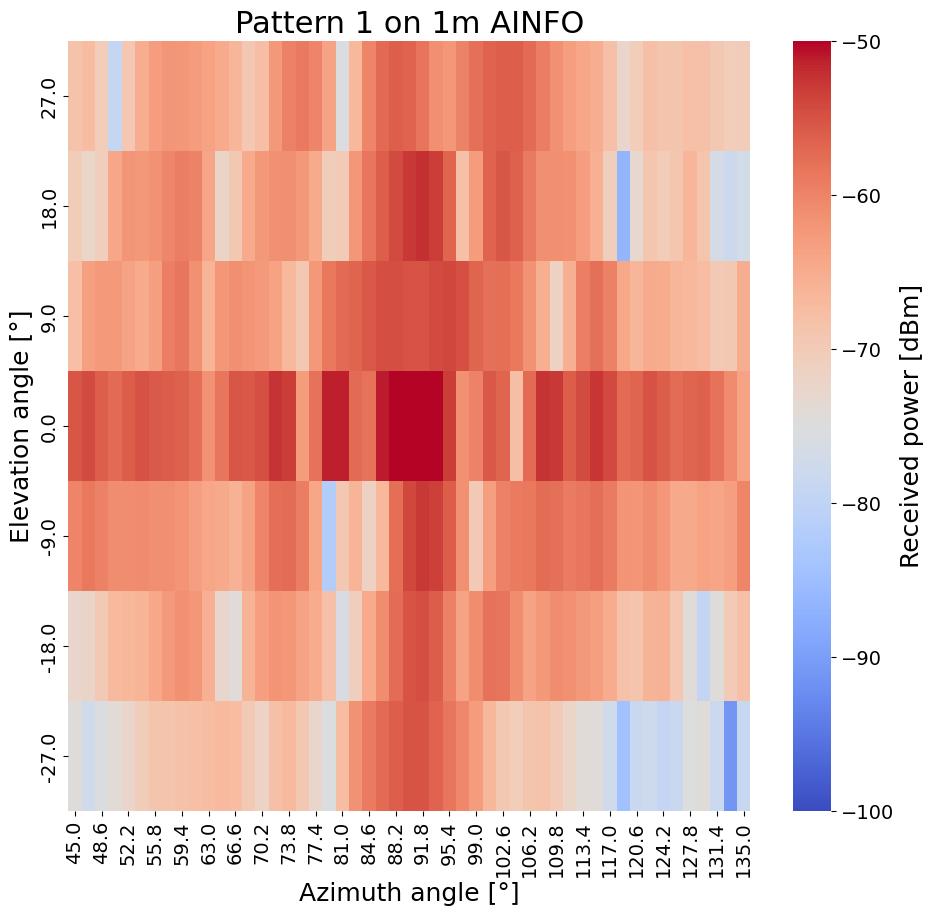 Pattern 1 on 1m AINFO
Elevation angle [°]
27.0
18.0
9.0
0.0
-9.0
-18.0
-27.0
45.0 48.6 52.2 55.8 59.4 63.0 66.6 70.2 73.8 77.4 81.0 84.6 88.2 91.8 95.4 99.0 102.6 106.2 109.8 113.4 117.0 120.6 124.2 127.8 131.4 135.0
Azimuth angle [°]
−50
−60
−70
−80
−90
−100
Received power [dBm]